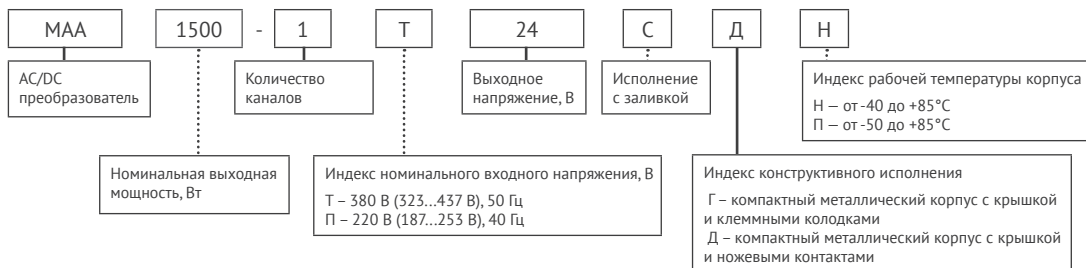 МАА 1500 - 1 Т 24 С Д Н
AC/DC
преобразователь
Количество
каналов
Выходное
напряжение, В
Исполнение
с заливкой
Индекс рабочей температуры корпуса
Н — от -40 до +85°С
П — от -50 до +85°С
Номинальная выходная
мощность, Вт
Индекс номинального входного напряжения, В
Т – 380 В (323...437 В), 50 Гц
П – 220 В (187...253 В), 40 Гц
Индекс конструктивного исполнения
Г – компактный металлический корпус с крышкой
и клеммными колодками
Д – компактный металлический корпус с крышкой
и ножевыми контактами